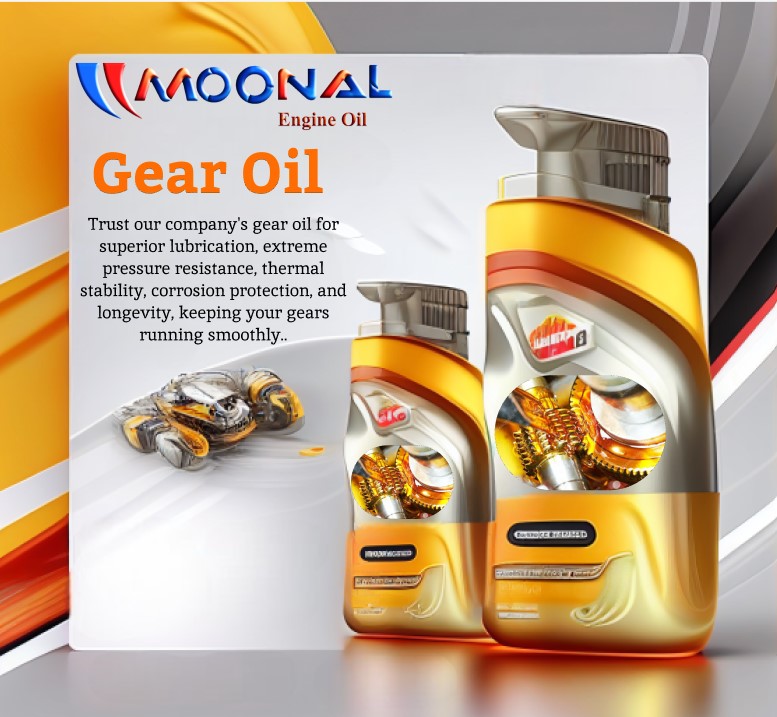 MOONAL
Engine Oil
Gear Oil
Trust our company's gear oil for
superior lubrication, extreme
pressure resistance, thermal
stability, corrosion protection, and
longevity, keeping your gears
running smoothly..